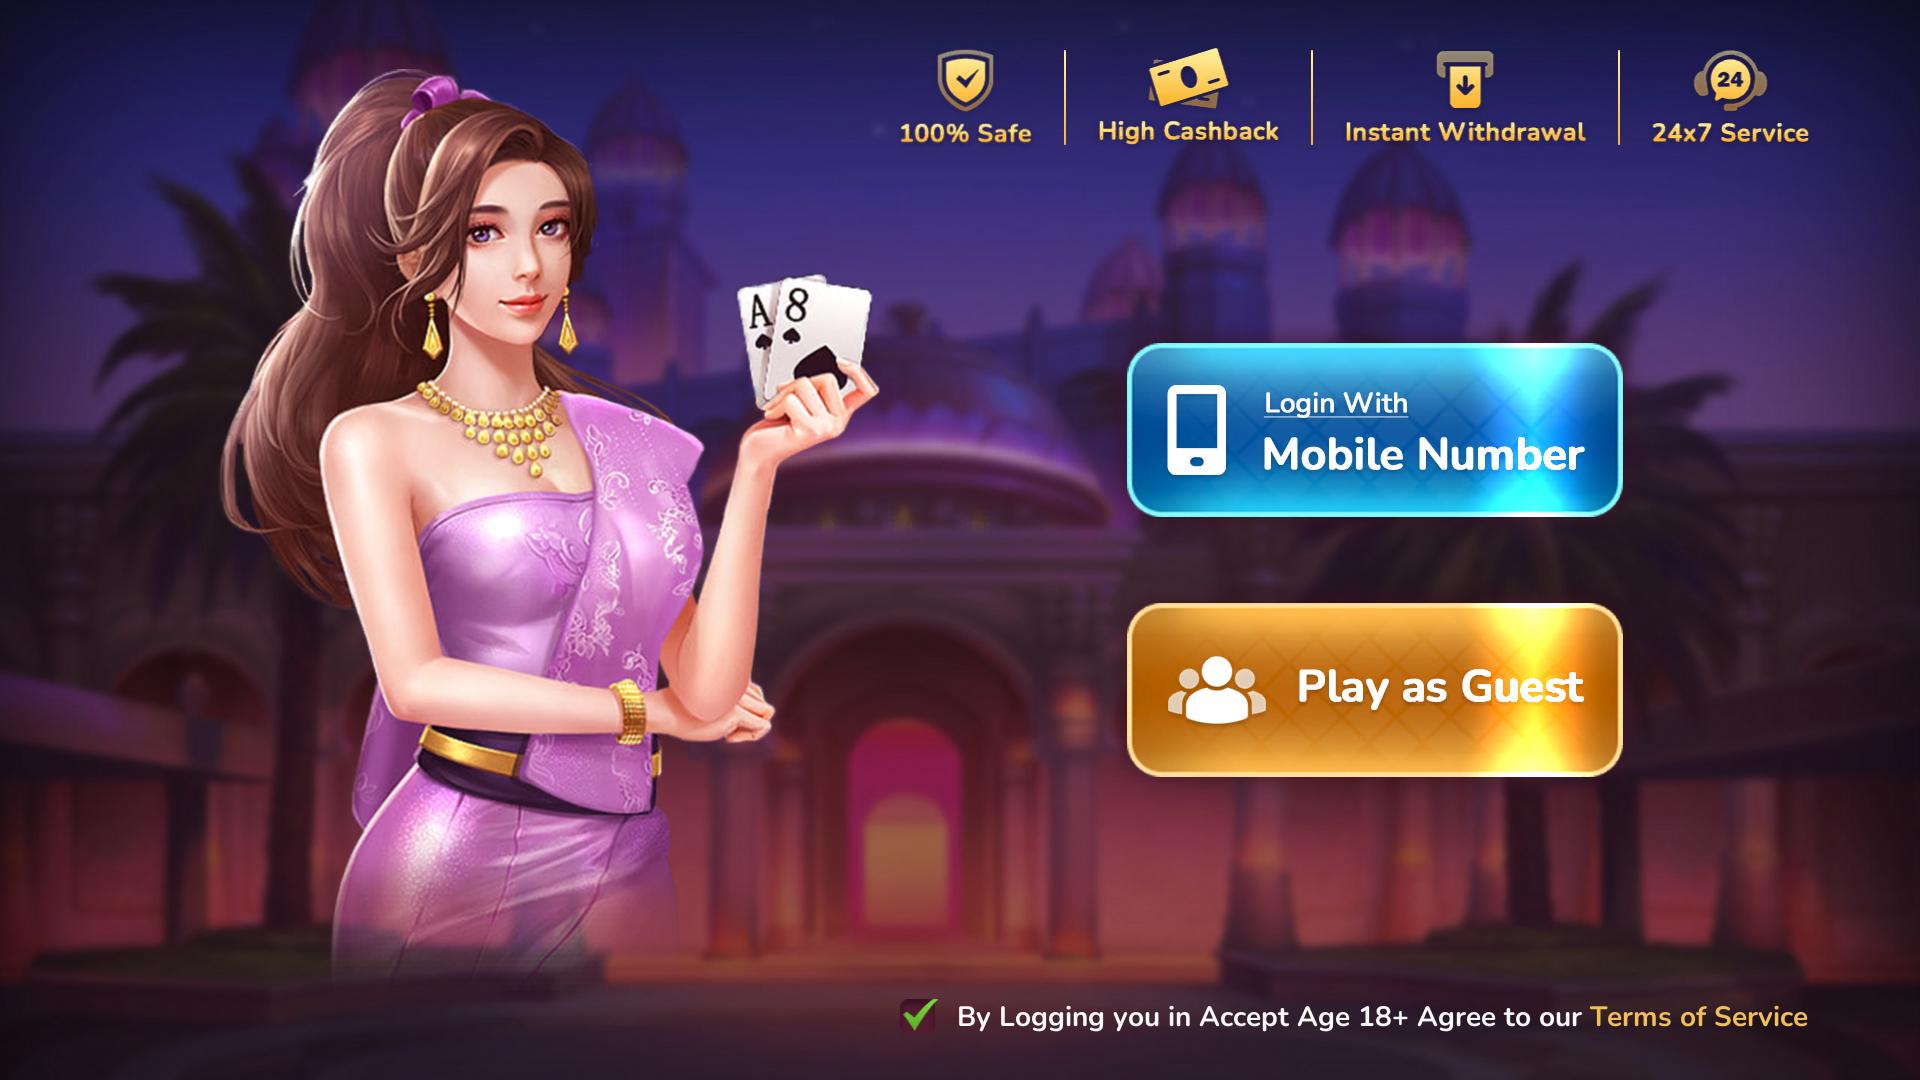 24
100% Safe
High Cashback
Instant Withdrawal
24x7 Service
A 8
Login With
Mobile Number
Play as Guest
By Logging you in Accept Age 18+ Agree to our Terms of Service